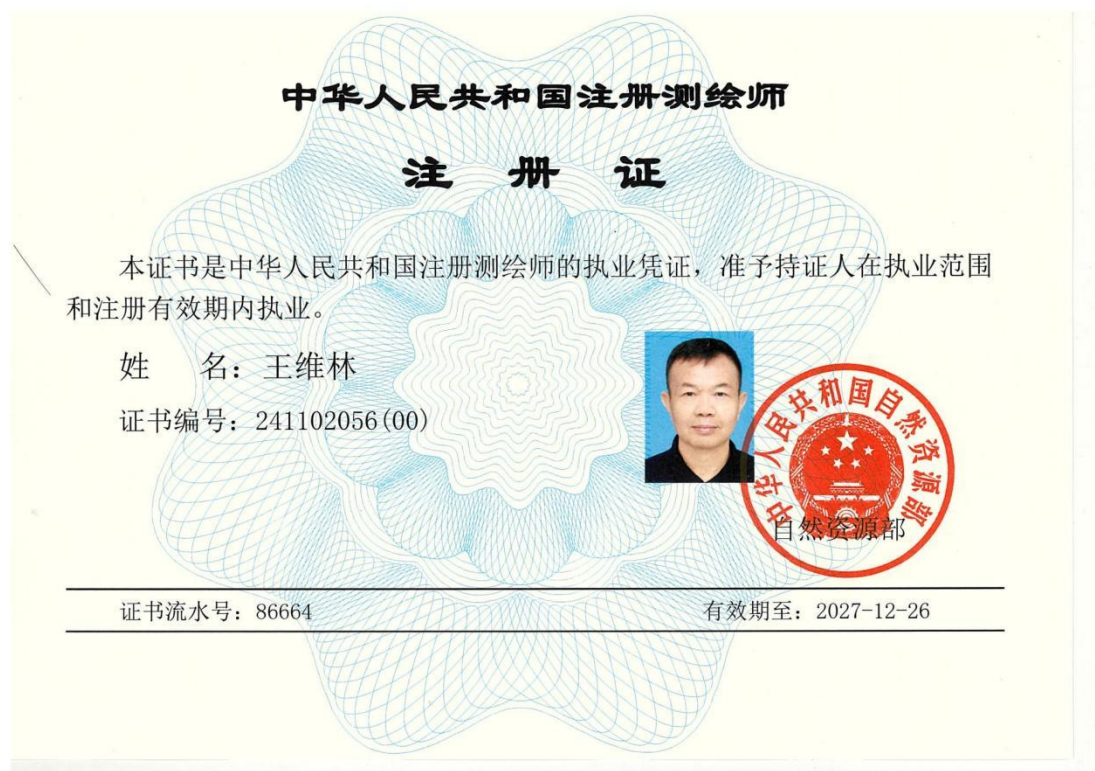 中华人民共和国注册测绘师
注 册 证
本证书是中华人民共和国注册测绘师的执业凭证，准予持证人在执业范围
和注册有效期内执业。
姓 名：王维林
证书编号：241102056(00)
中华人民共和国自然资源部
自然资源部
证书流水号：86664
有效期至：2027-12-26